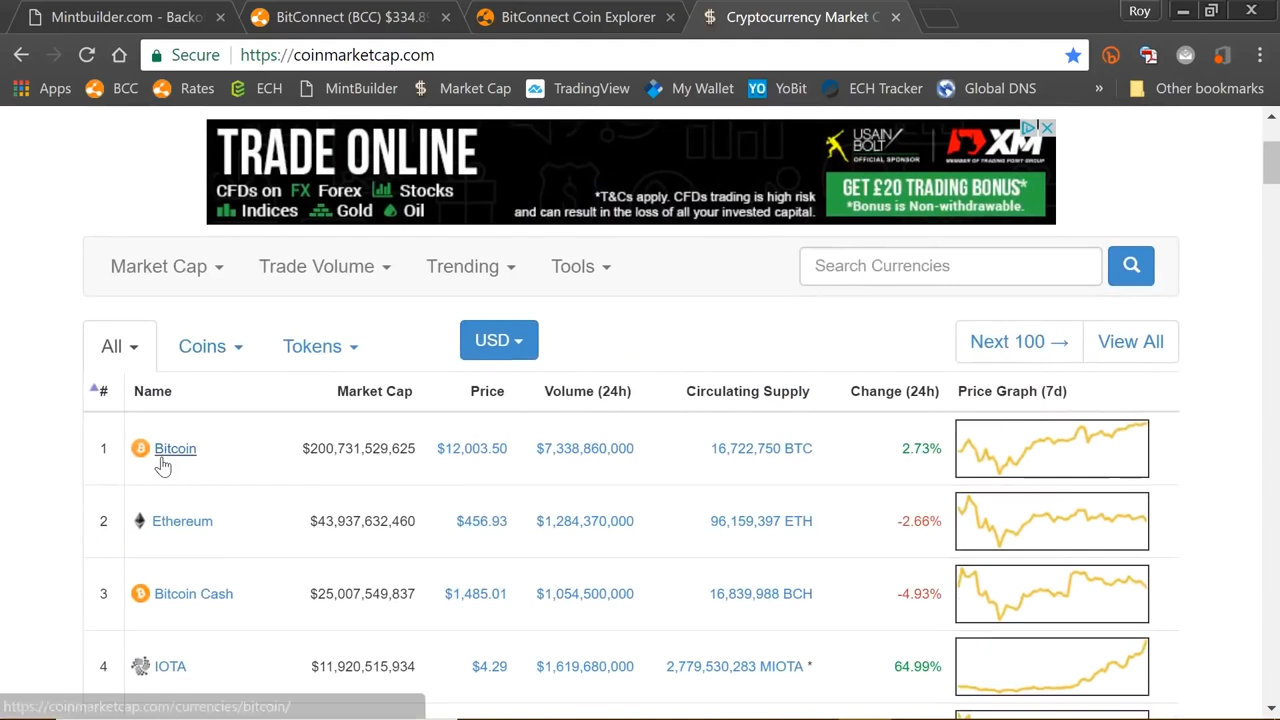 Mintbuilder.com - Backo
BitConnect (BCC) $334.89
BitConnect Coin Explorer
Cryptocurrency Market C
Roy
Secure
https://coinmarketcap.com
Apps
BCC
Rates
ECH
MintBuilder
Market Cap
TradingView
My Wallet
YO
YoBit
ECH Tracker
Global DNS
»
Other bookmarks
TRADE ONLINE
CFDs on FX Forex Stocks
Indices Gold Oil
*T&Cs apply. CFDs trading is high risk
and can result in the loss of all your invested capital.
USAIN
BOLT
OFFICIAL SPONSOR
XM
MEMBER OF TRADING POINT GROUP
GET £20 TRADING BONUS*
*Bonus is Non-withdrawable.
Market Cap
Trade Volume
Trending
Tools
Search Currencies
All
Coins
Tokens
USD
Next 100 →
View All
# Name Market Cap Price Volume (24h) Circulating Supply Change (24h) Price Graph (7d)
1 Bitcoin $200,731,529,625 $12,003.50 $7,338,860,000 16,722,750 BTC 2.73%
2 Ethereum $43,937,632,460 $456.93 $1,284,370,000 96,159,397 ETH -2.66%
3 Bitcoin Cash $25,007,549,837 $1,485.01 $1,054,500,000 16,839,988 BCH -4.93%
4 IOTA $11,920,515,934 $4.29 $1,619,680,000 2,779,530,283 MIOTA * 64.99%
https://coinmarketcap.com/currencies/bitcoin/